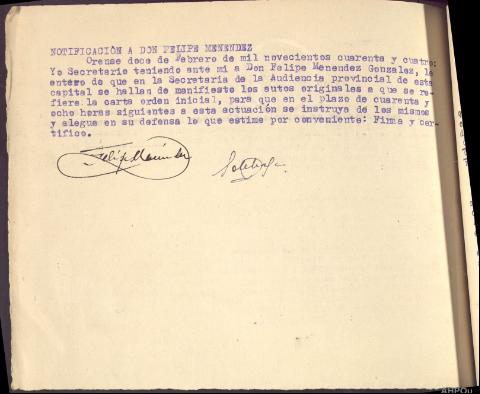 NOTIFICACIÓN A DON FELIPE MENENDEZ
Orense doce de Febrero de mil novecientos cuarenta y cuatro:
Yo Secretario teniendo ante mi a Don Felipe Menendez Gonzalez, le
entero de que en la Secretaria de la Audiencia provincial de esta
capital se hallan de manifiesto los autos originales a que se re-
fiere la carta orden inicial, para que en el plazo de cuarenta y
ocho horas siguientes a esta actuación se instruya de los mismos
y alegue en su defensa lo que estime por conveniente: Firma y cer-
tifico.
Felipe Menendez
AHPOu